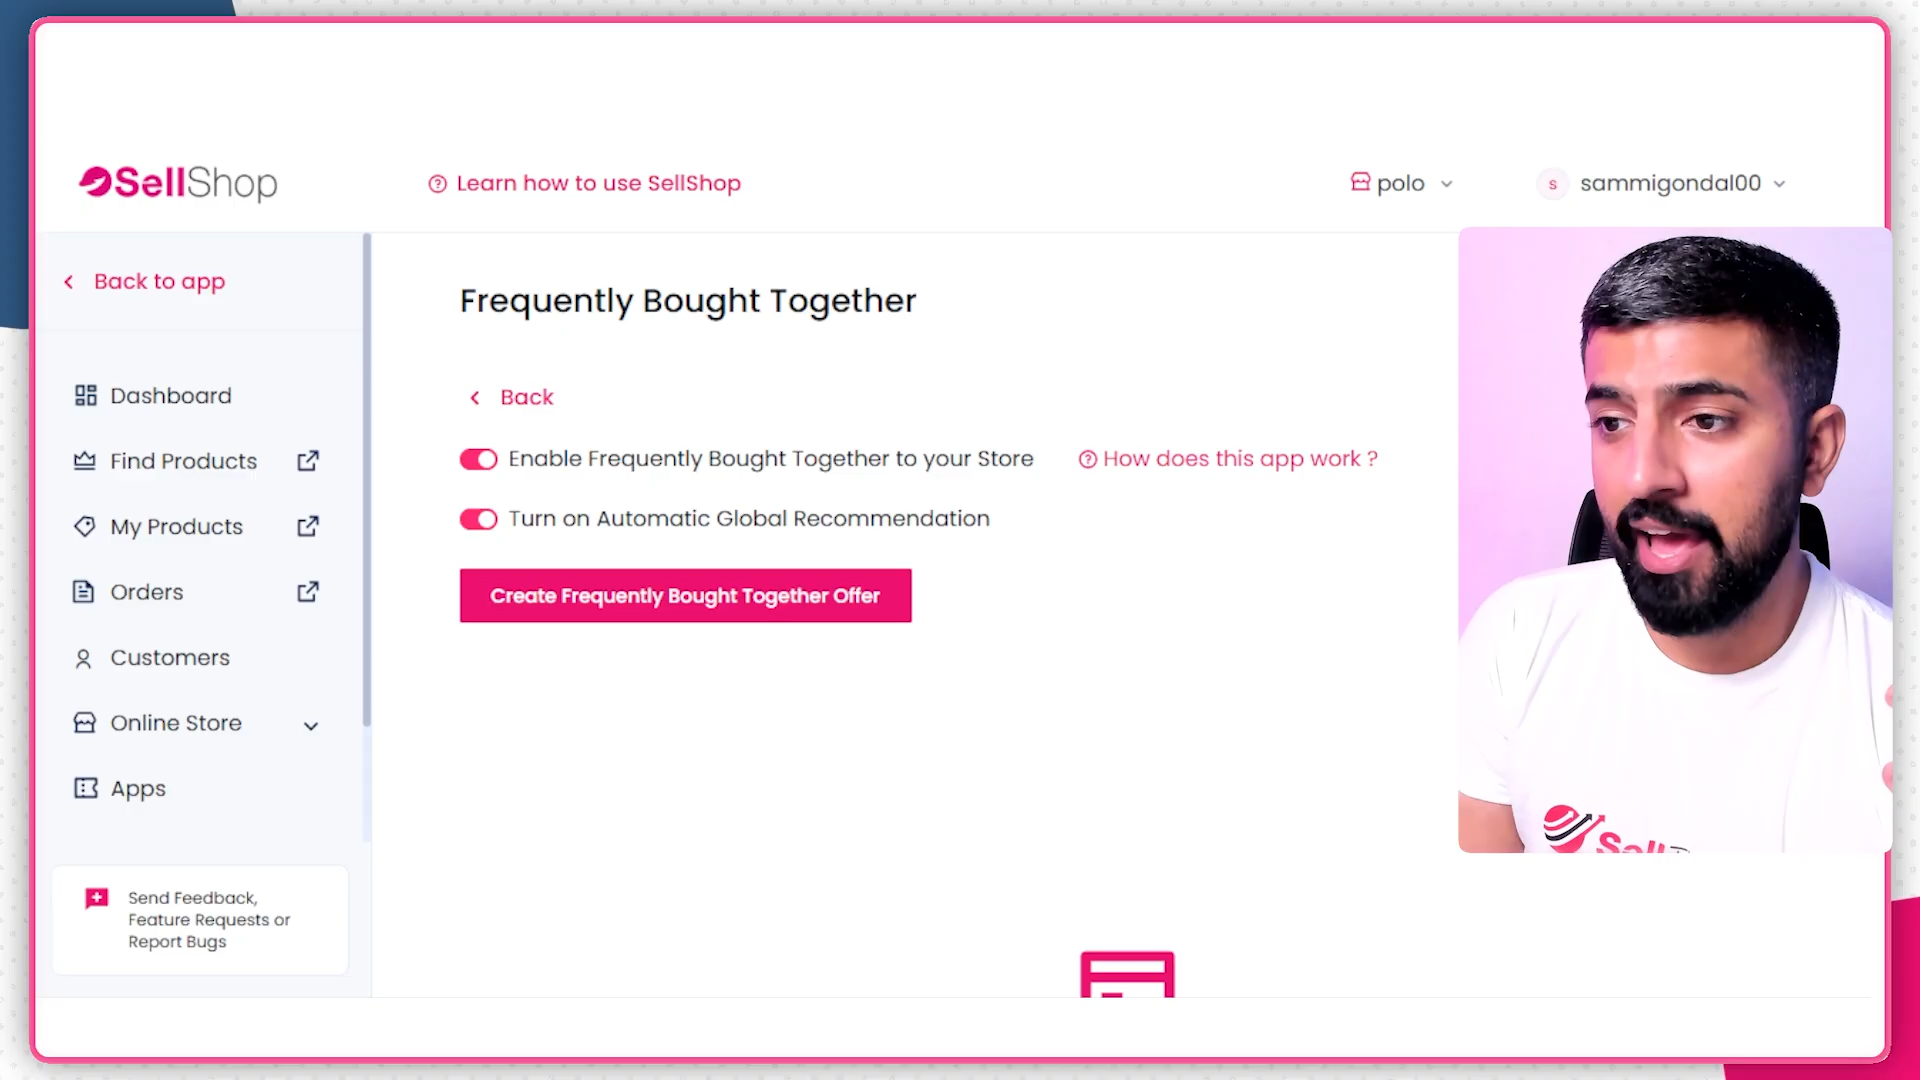 SellShop
Learn how to use SellShop
polo
s
sammigondal00
Back to app
Dashboard
Find Products
My Products
Orders
Customers
Online Store
Apps
Send Feedback,
Feature Requests or
Report Bugs
Frequently Bought Together
Back
Enable Frequently Bought Together to your Store
How does this app work ?
Turn on Automatic Global Recommendation
Create Frequently Bought Together Offer